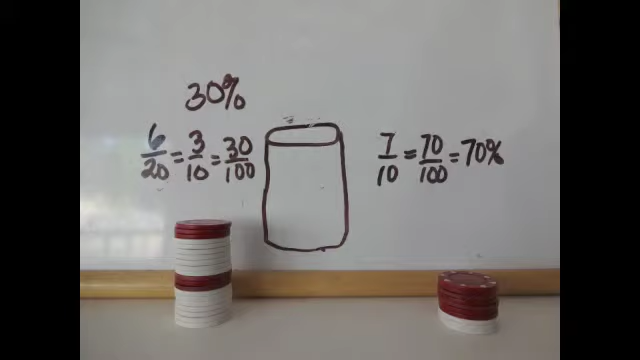 30%
6/20 = 3/10 = 30/100
7/10 = 70/100 = 70%